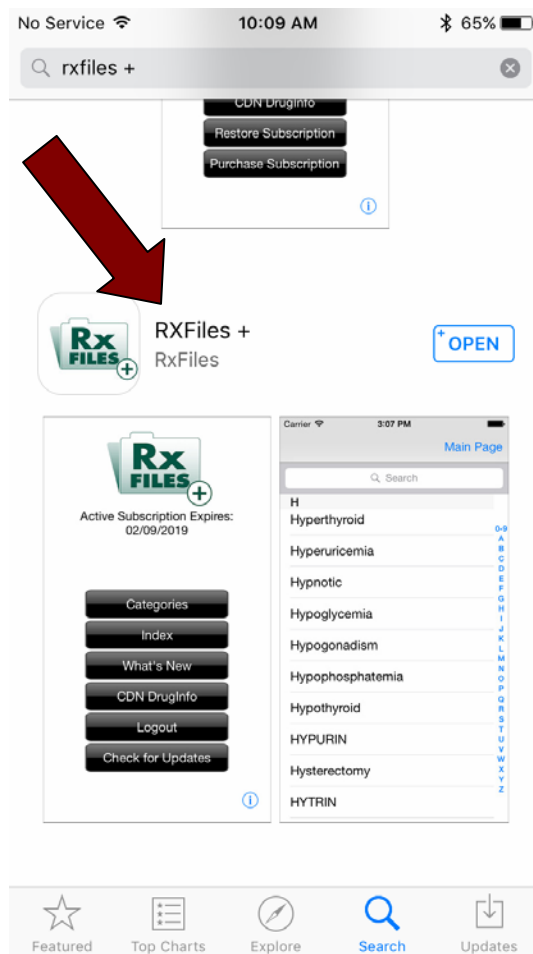 No Service 10:09 AM 65%
rxfiles +
CDN DrugInfo
Restore Subscription
Purchase Subscription
i
Rx
FILES
+
RXFiles +
RxFiles
+ OPEN
Rx
FILES
+
Active Subscription Expires:
02/09/2019
Categories
Index
What's New
CDN DrugInfo
Logout
Check for Updates
i
Carrier 3:07 PM
Main Page
Search
H
Hyperthyroid
Hyperuricemia
Hypnotic
Hypoglycemia
Hypogonadism
Hypophosphatemia
Hypothyroid
HYPURIN
Hysterectomy
HYTRIN
0-9
A
B
C
D
E
F
G
H
I
J
K
L
M
N
O
P
Q
R
S
T
U
V
W
X
Y
Z
Featured Top Charts Explore Search Updates